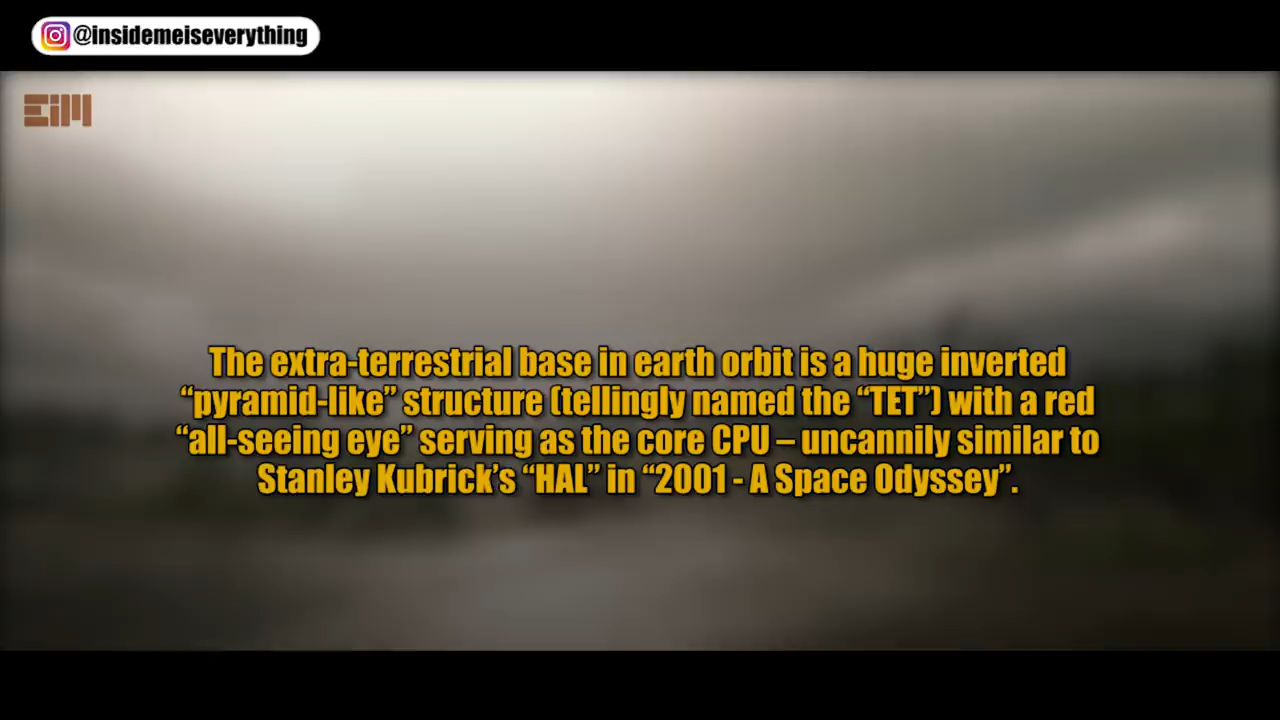 @insidemeiseverything
EiM
The extra-terrestrial base in earth orbit is a huge inverted
“pyramid-like” structure (tellingly named the “TET”) with a red
“all-seeing eye” serving as the core CPU – uncannily similar to
Stanley Kubrick’s “HAL” in “2001 - A Space Odyssey”.